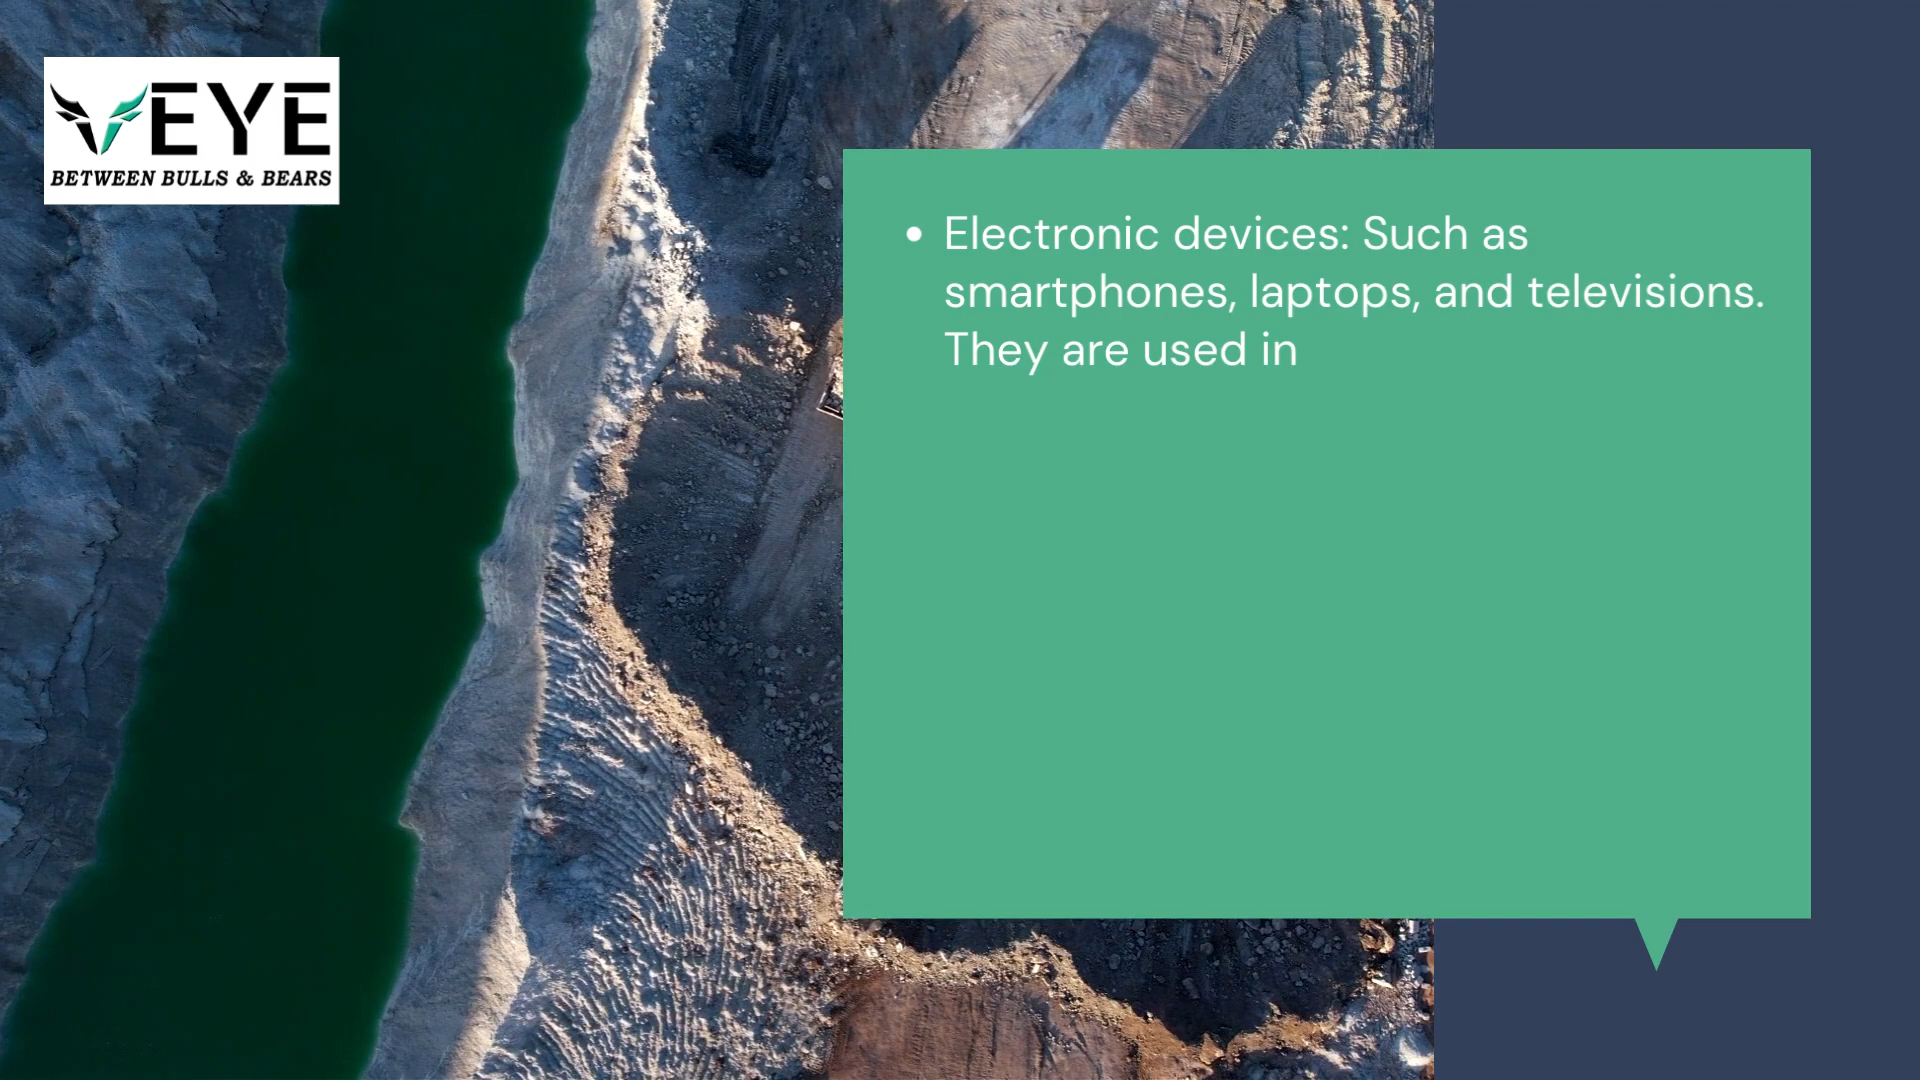 EYE
BETWEEN BULLS & BEARS
• Electronic devices: Such as
smartphones, laptops, and televisions.
They are used in